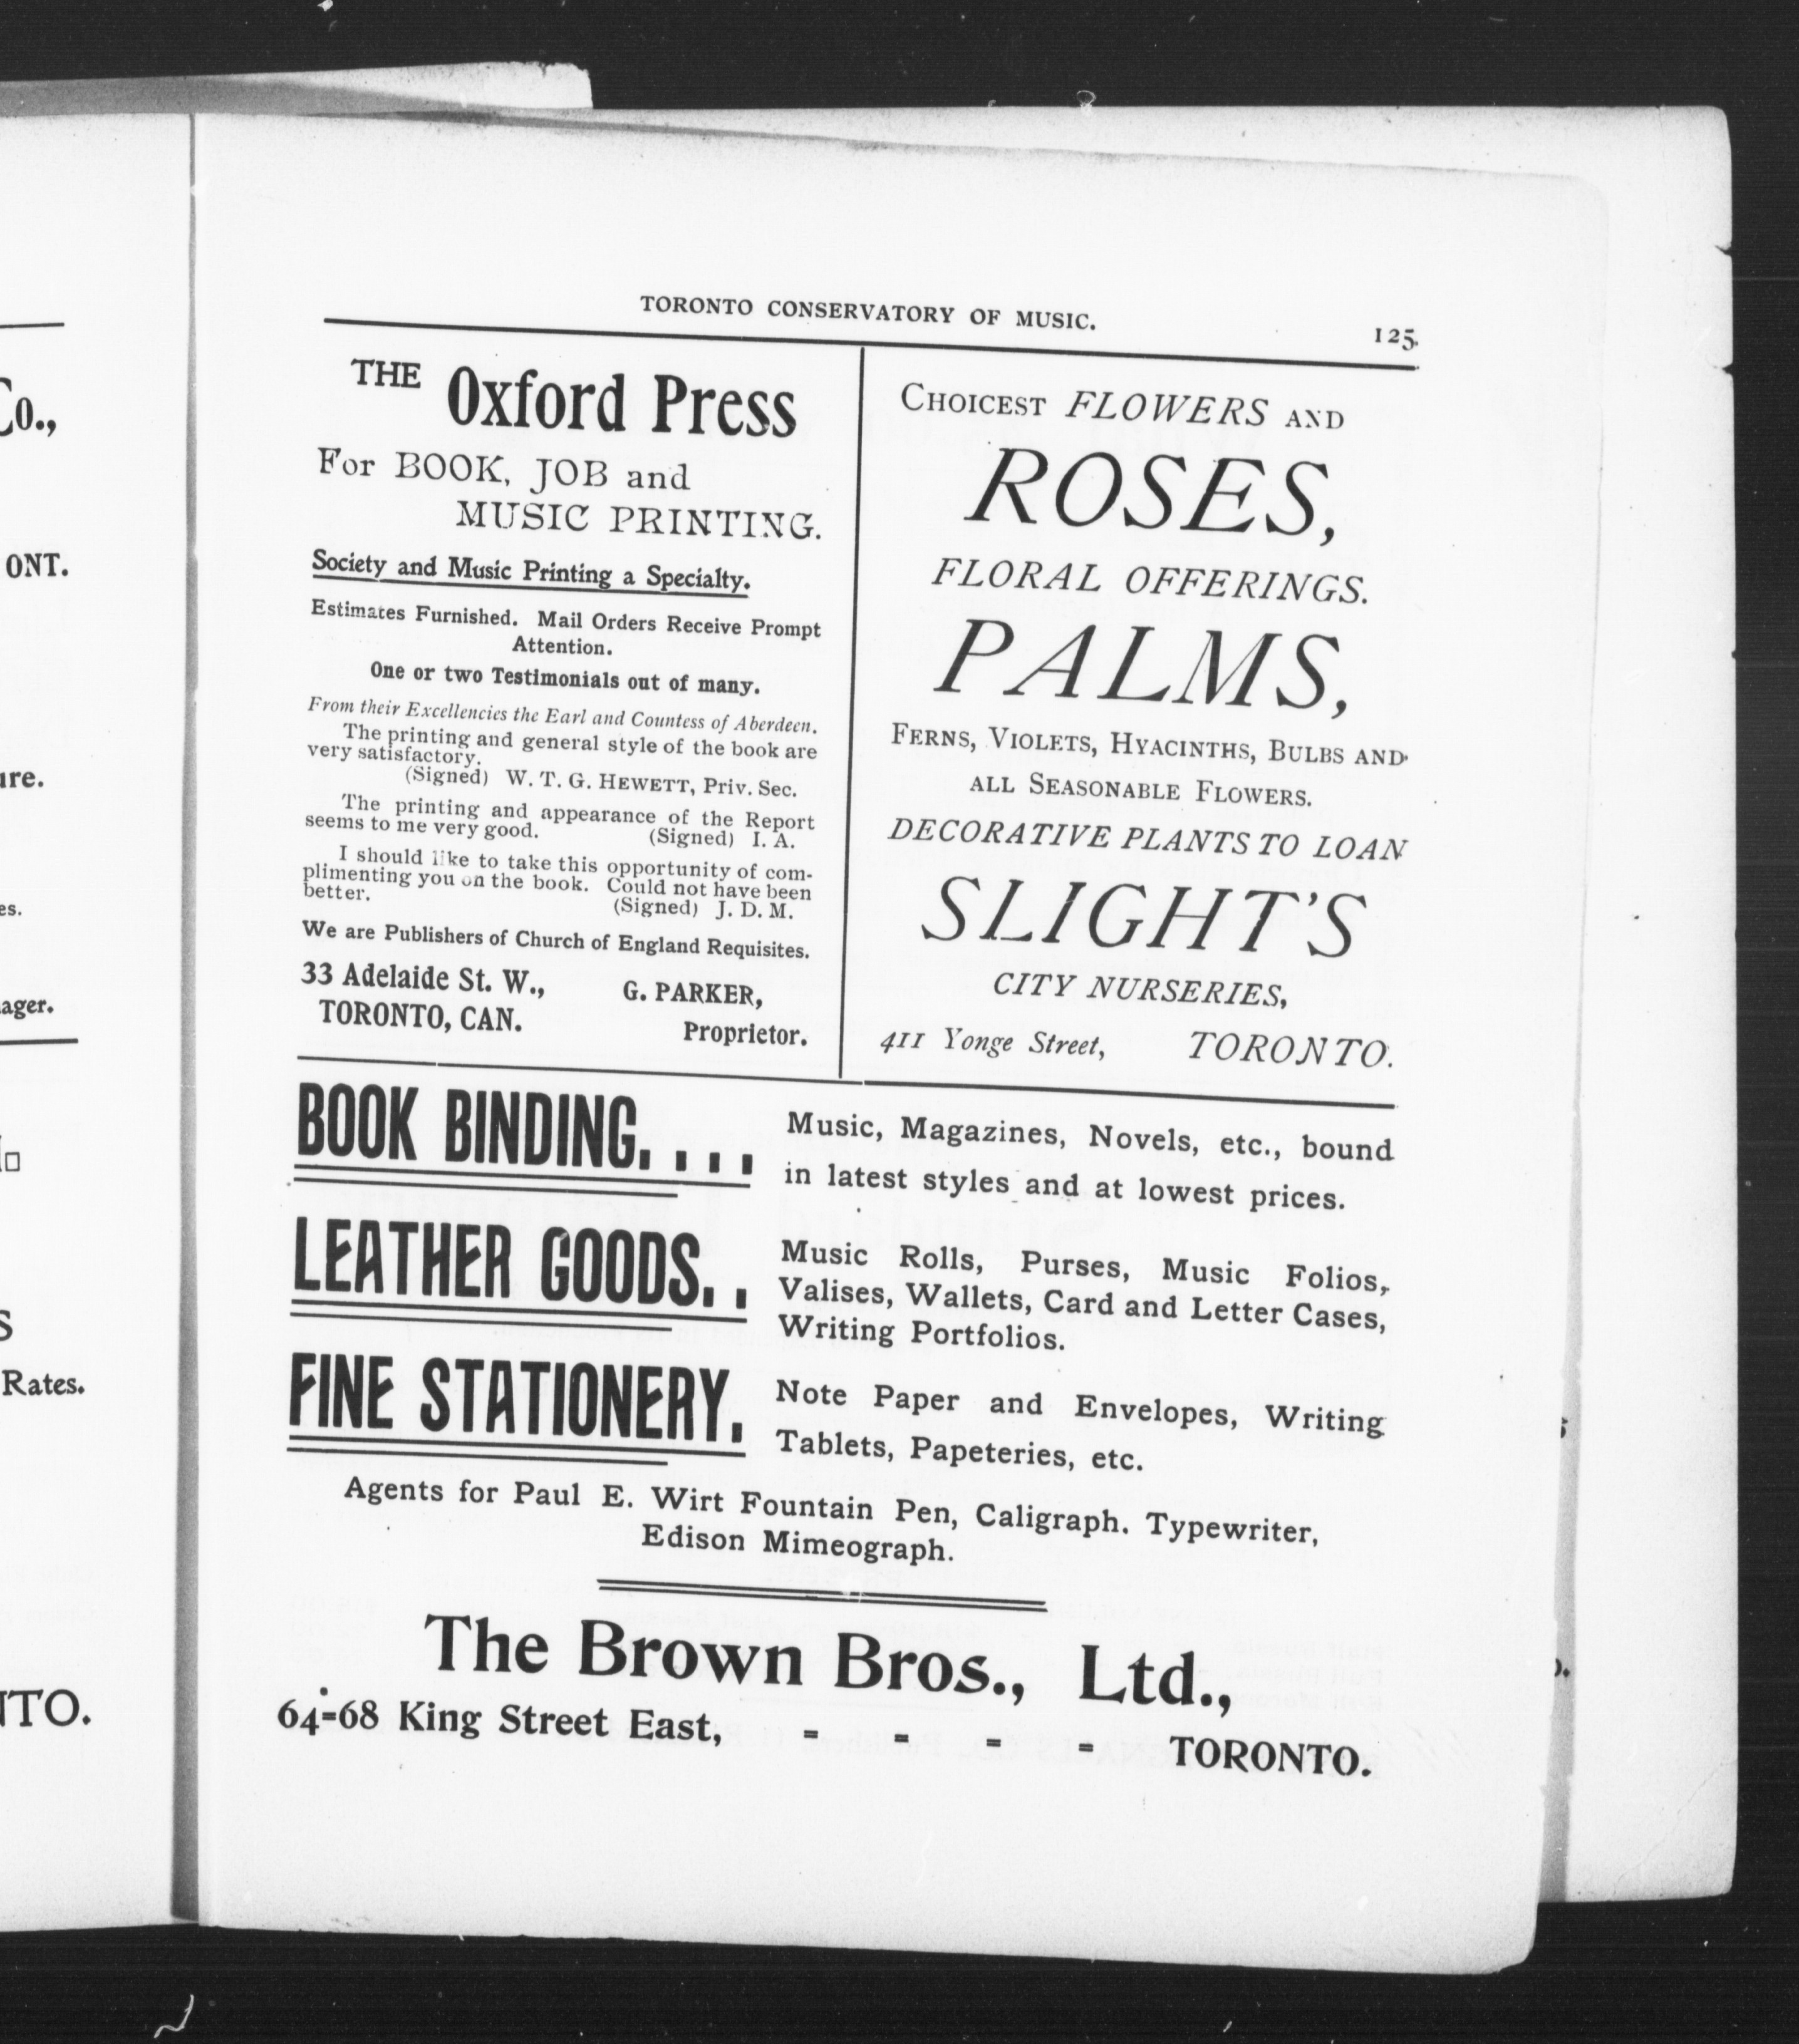 Co.,
ONT.
ure.
es.
ager.
S
Rates.
NTO.
TORONTO CONSERVATORY OF MUSIC.
125.
THE Oxford Press
For BOOK, JOB and
MUSIC PRINTING.
Society and Music Printing a Specialty.
Estimates Furnished. Mail Orders Receive Prompt
Attention.
One or two Testimonials out of many.
From their Excellencies the Earl and Countess of Aberdeen.
The printing and general style of the book are
very satisfactory.
(Signed) W. T. G. HEWETT, Priv. Sec.
The printing and appearance of the Report
seems to me very good. (Signed) I. A.
I should like to take this opportunity of com-
plimenting you on the book. Could not have been
better.
(Signed) J. D. M.
We are Publishers of Church of England Requisites.
33 Adelaide St. W.,
TORONTO, CAN.
G. PARKER,
Proprietor.
CHOICEST FLOWERS AND
ROSES,
FLORAL OFFERINGS.
PALMS,
FERNS, VIOLETS, HYACINTHS, BULBS AND
ALL SEASONABLE FLOWERS.
DECORATIVE PLANTS TO LOAN
SLIGHT'S
CITY NURSERIES,
411 Yonge Street, TORONTO.
BOOK BINDING. . . .
Music, Magazines, Novels, etc., bound
in latest styles and at lowest prices.
LEATHER GOODS. .
Music Rolls, Purses, Music Folios,
Valises, Wallets, Card and Letter Cases,
Writing Portfolios.
FINE STATIONERY.
Note Paper and Envelopes, Writing
Tablets, Papeteries, etc.
Agents for Paul E. Wirt Fountain Pen, Caligraph. Typewriter,
Edison Mimeograph.
The Brown Bros., Ltd.,
64=68 King Street East, = = = = TORONTO.